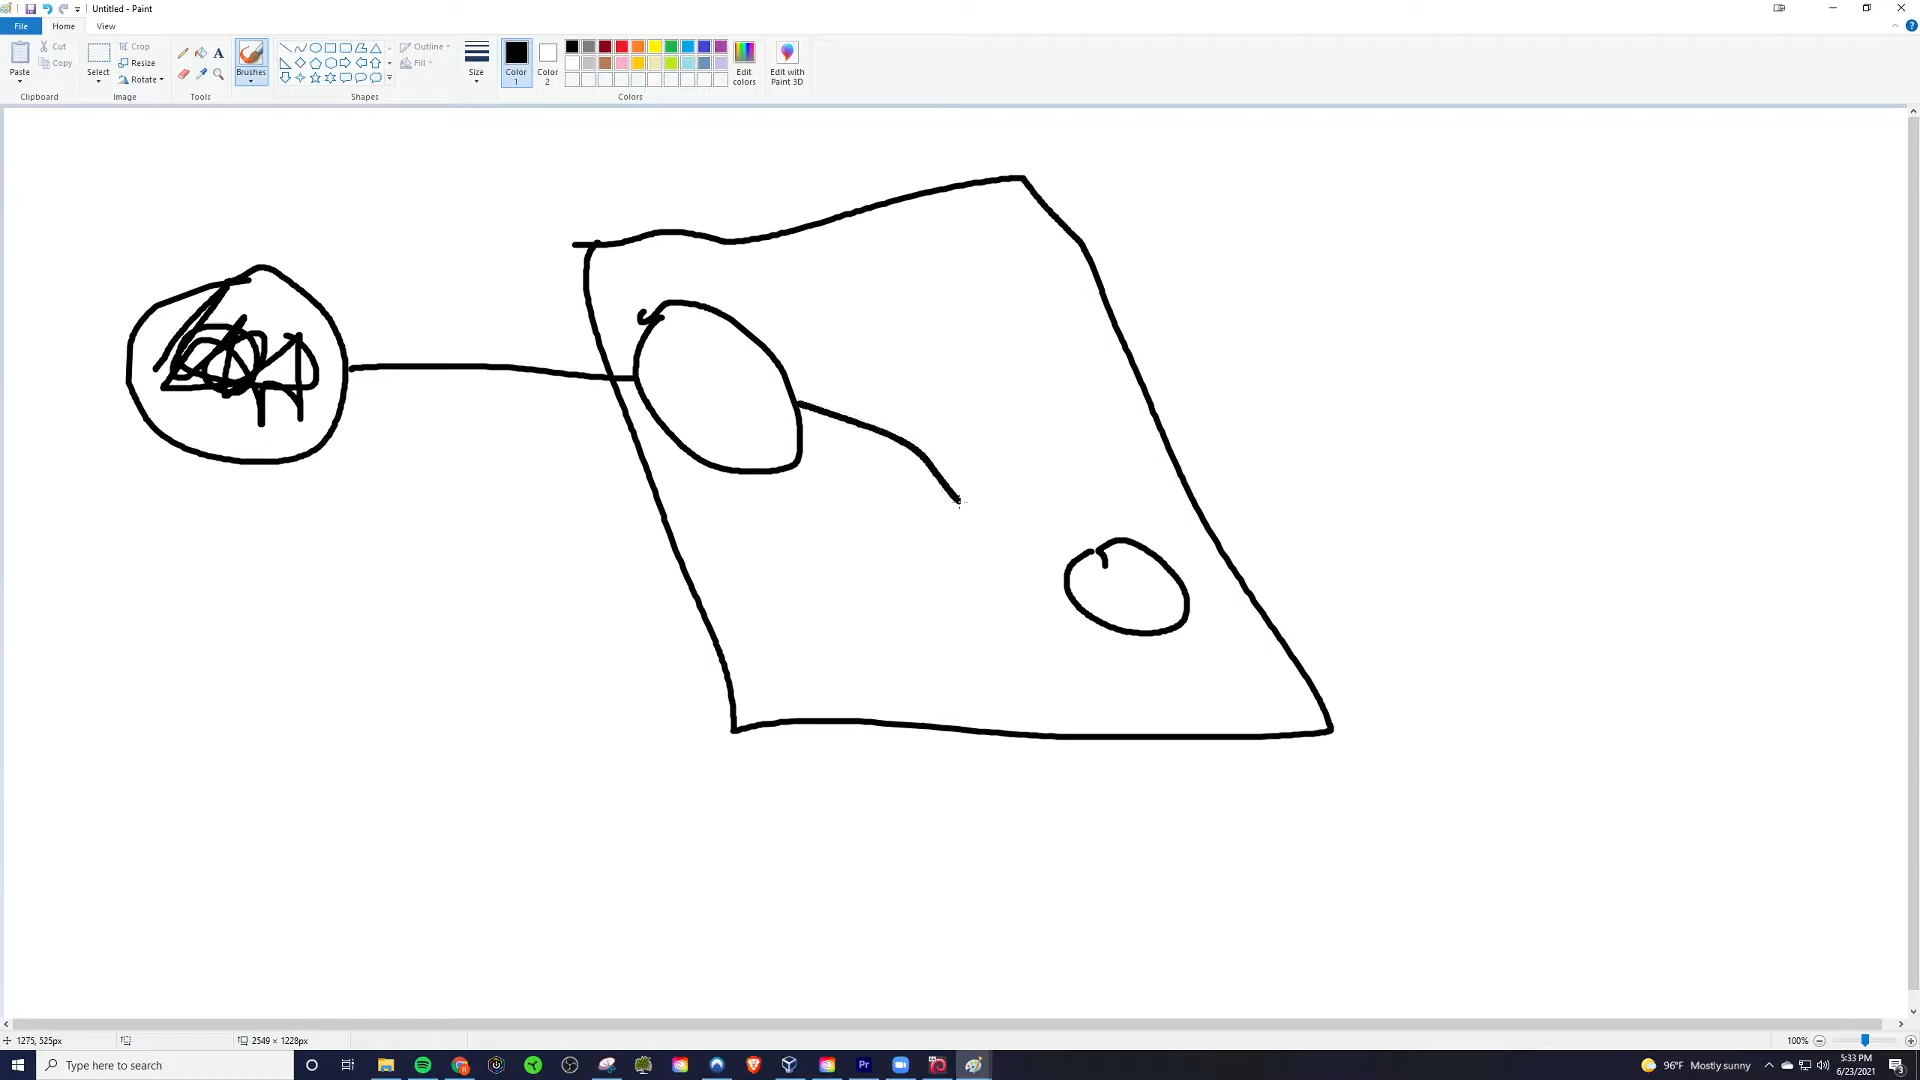 Untitled - Paint
File Home View
Paste
Cut
Copy
Clipboard
Select
Crop
Resize
Rotate
Image
Tools
Brushes
Shapes
Outline
Fill
Size
Color 1
Color 2
Colors
Edit colors
Edit with Paint 3D
1275, 525px
2549 × 1228px
100%
Type here to search
96°F Mostly sunny
5:33 PM
6/23/2021